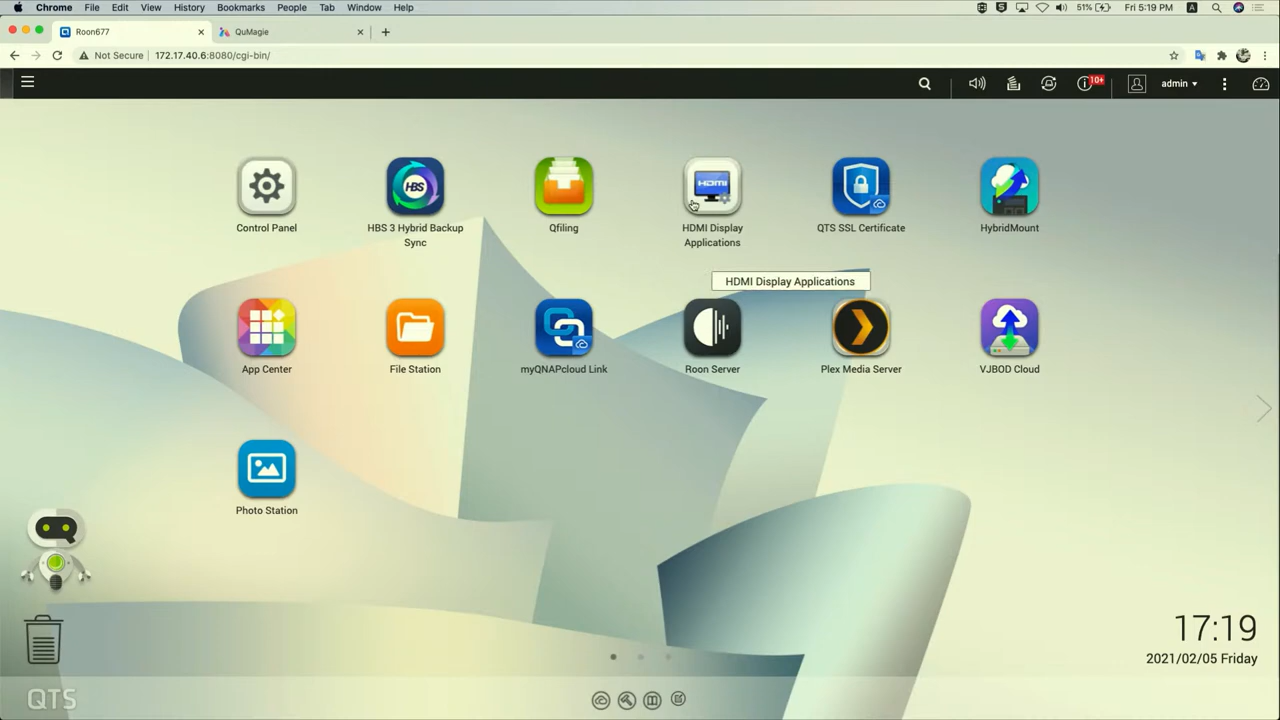 Chrome File Edit View History Bookmarks People Tab Window Help
51% Fri 5:19 PM A
Roon677
QuMagie
Not Secure 172.17.40.6:8080/cgi-bin/
10+
admin
HDMI
HBS
Control Panel
HBS 3 Hybrid Backup
Sync
Qfiling
HDMI Display
Applications
QTS SSL Certificate
HybridMount
HDMI Display Applications
App Center
File Station
myQNAPcloud Link
Roon Server
Plex Media Server
VJBOD Cloud
Photo Station
17:19
2021/02/05 Friday
QTS